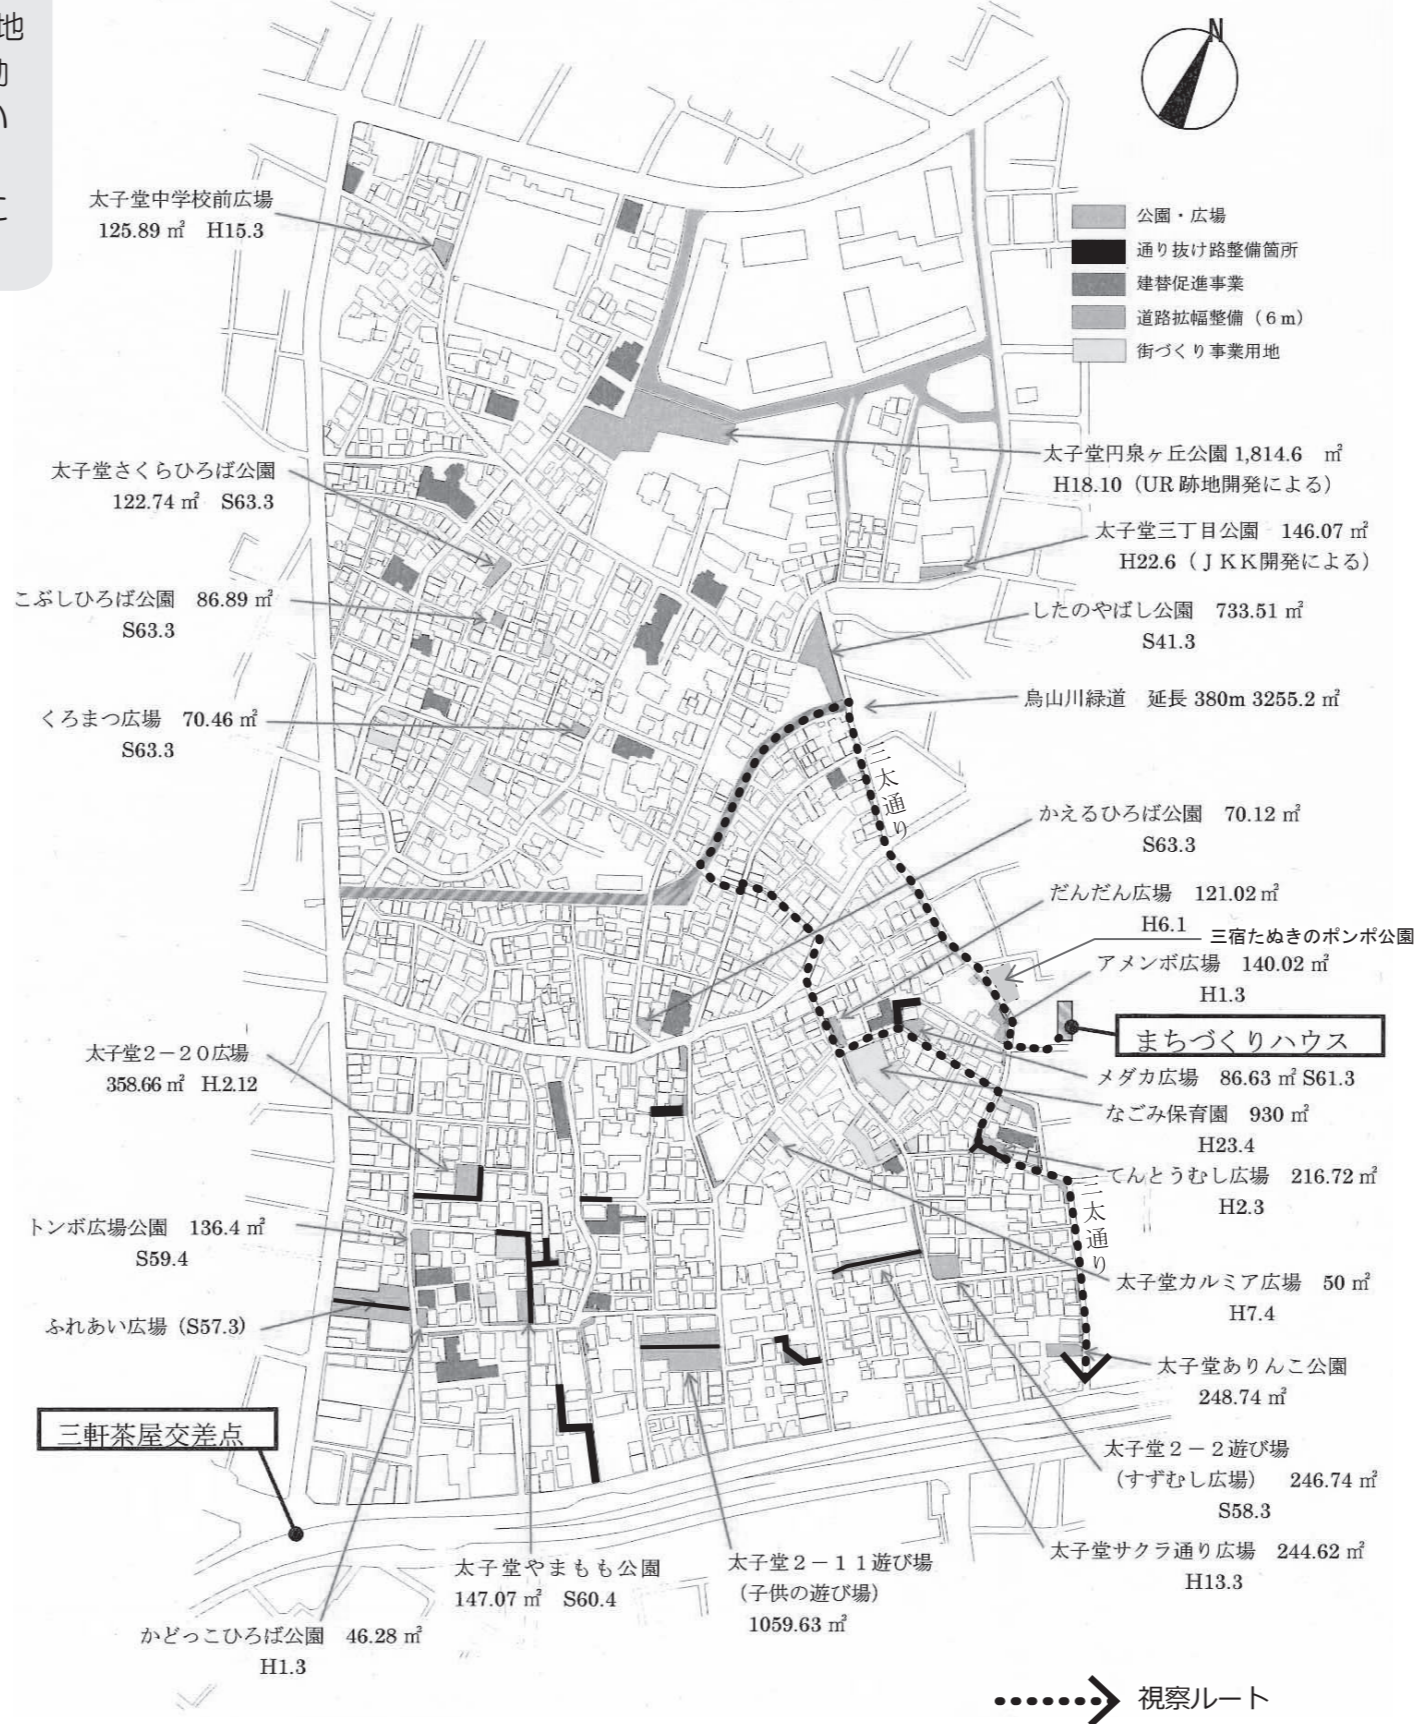 地
い
に
N
公園・広場
通り抜け路整備箇所
建替促進事業
道路拡幅整備（６ｍ）
街づくり事業用地
太子堂中学校前広場
125.89 ㎡　H15.3
太子堂円泉ヶ丘公園 1,814.6　㎡
H18.10（UR 跡地開発による）
太子堂さくらひろば公園
122.74 ㎡　S63.3
太子堂三丁目公園　146.07 ㎡
H22.6（ＪＫＫ開発による）
こぶしひろば公園　86.89 ㎡
S63.3
したのやばし公園　733.51 ㎡
S41.3
くろまつ広場　70.46 ㎡
S63.3
烏山川緑道　延長 380m 3255.2 ㎡
三太通り
かえるひろば公園　70.12 ㎡
S63.3
だんだん広場　121.02 ㎡
H6.1
三宿たぬきのポンポ公園
アメンボ広場　140.02 ㎡
H1.3
まちづくりハウス
太子堂２－２０広場
358.66 ㎡　H.2.12
メダカ広場　86.63 ㎡ S61.3
なごみ保育園　930 ㎡
H23.4
てんとうむし広場　216.72 ㎡
H2.3
三太通り
トンボ広場公園　136.4 ㎡
S59.4
太子堂カルミア広場　50 ㎡
H7.4
ふれあい広場（S57.3）
太子堂ありんこ公園
248.74 ㎡
三軒茶屋交差点
太子堂２－２遊び場
（すずむし広場）　246.74 ㎡
S58.3
太子堂サクラ通り広場　244.62 ㎡
H13.3
太子堂やまもも公園
147.07 ㎡　S60.4
太子堂２－１１遊び場
（子供の遊び場）
1059.63 ㎡
かどっこひろば公園　46.28 ㎡
H1.3
視察ルート